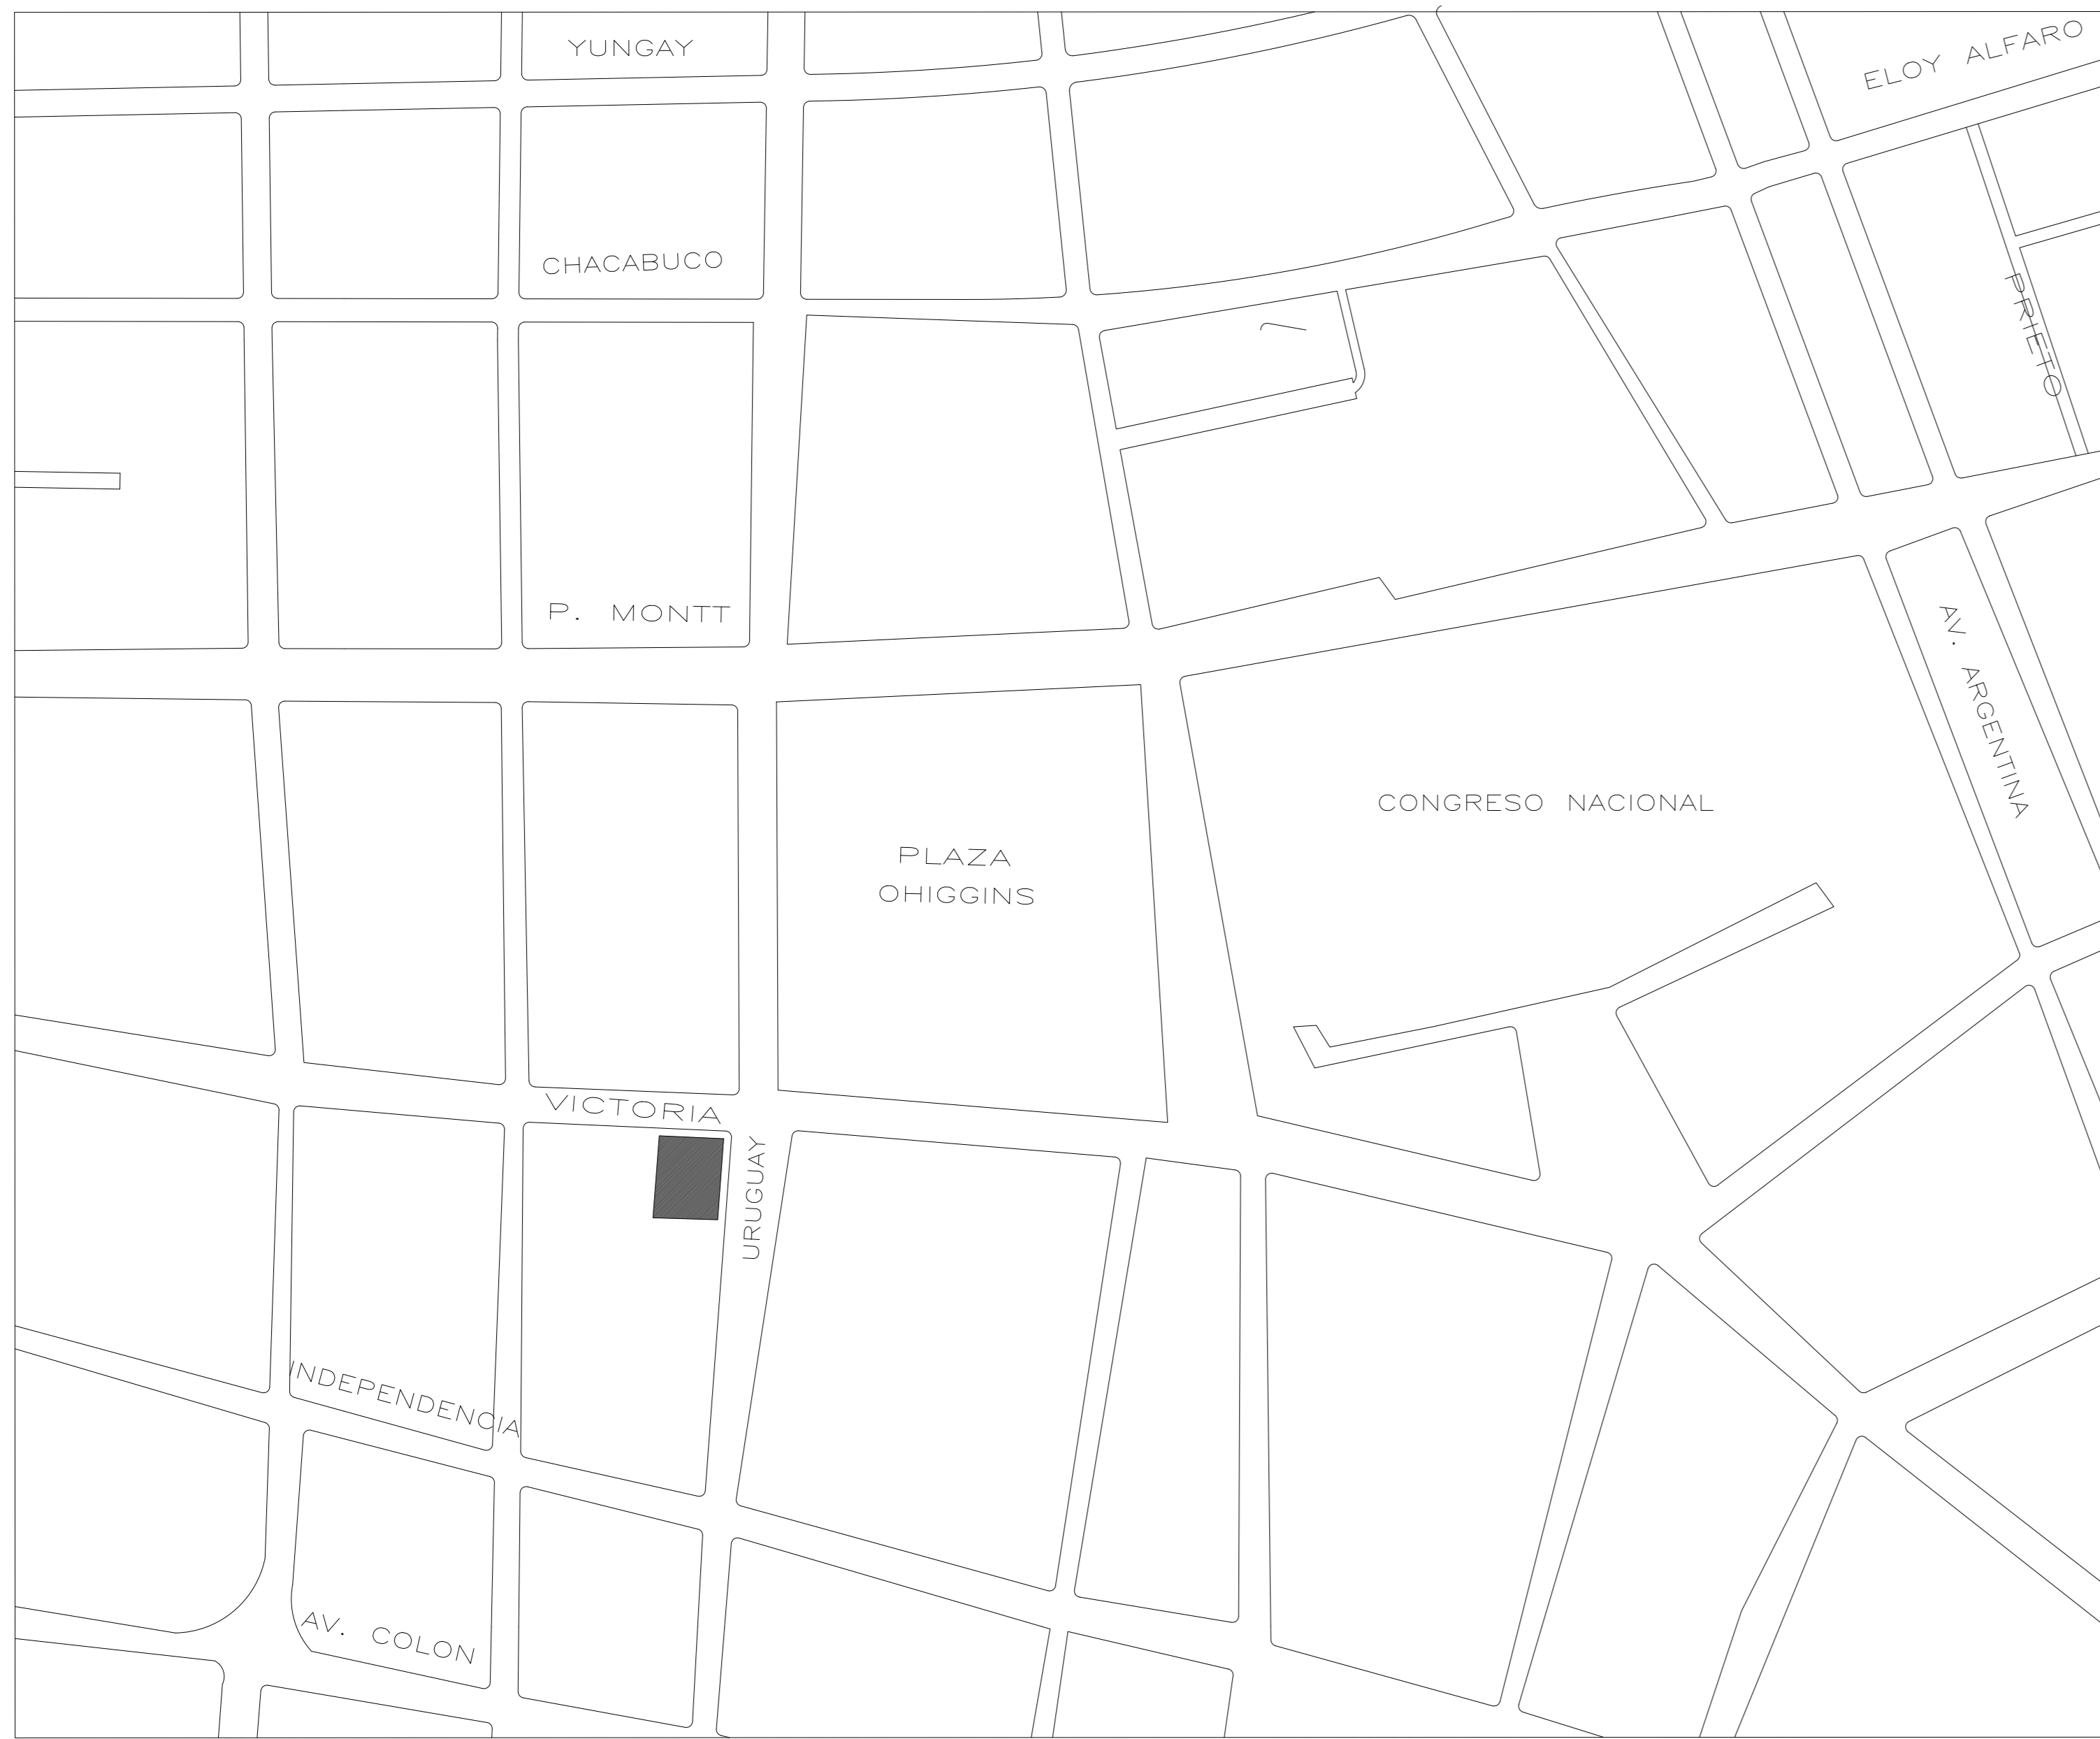 YUNGAY
ELOY ALFARO
CHACABUCO
PRIETO
P. MONTT
AV. ARGENTINA
CONGRESO NACIONAL
PLAZA
OHIGGINS
VICTORIA
URUGUAY
INDEPENDENCIA
AV. COLON